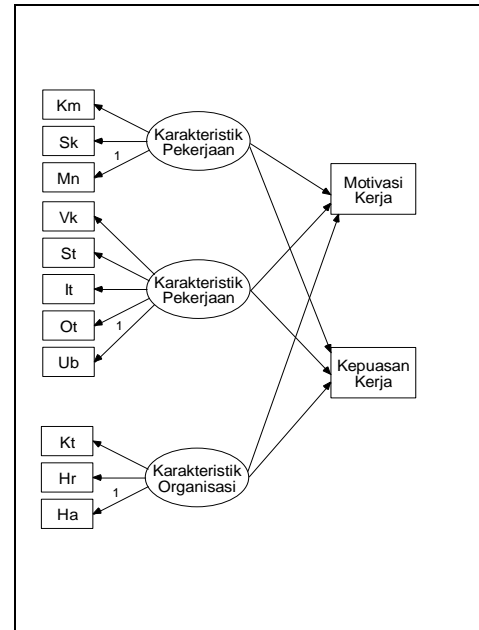 Km
Sk
1
Mn
Karakteristik
Pekerjaan
Vk
St
It
Ot
1
Ub
Karakteristik
Pekerjaan
Kt
Hr
1
Ha
Karakteristik
Organisasi
Motivasi
Kerja
Kepuasan
Kerja